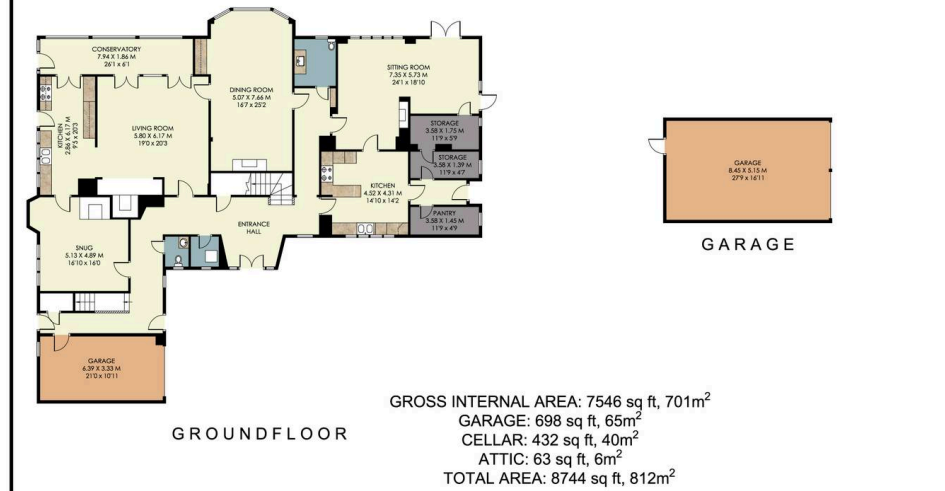 CONSERVATORY
7.94 X 1.86 M
26'1 x 6'1
KITCHEN
2.86 X 6.17 M
9'5 x 20'3
LIVING ROOM
5.80 X 6.17 M
19'0 x 20'3
DINING ROOM
5.07 X 7.66 M
16'7 x 25'2
SITTING ROOM
7.35 X 5.73 M
24'1 x 18'10
STORAGE
3.58 X 1.75 M
11'9 x 5'9
STORAGE
3.58 X 1.39 M
11'9 x 4'7
KITCHEN
4.52 X 4.31 M
14'10 x 14'2
PANTRY
3.58 X 1.45 M
11'9 x 4'9
ENTRANCE
HALL
SNUG
5.13 X 4.89 M
16'10 x 16'0
GARAGE
6.39 X 3.33 M
21'0 x 10'11
GROUNDFLOOR
GARAGE
8.45 X 5.15 M
27'9 x 16'11
GARAGE
GROSS INTERNAL AREA: 7546 sq ft, 701m²
GARAGE: 698 sq ft, 65m²
CELLAR: 432 sq ft, 40m²
ATTIC: 63 sq ft, 6m²
TOTAL AREA: 8744 sq ft, 812m²